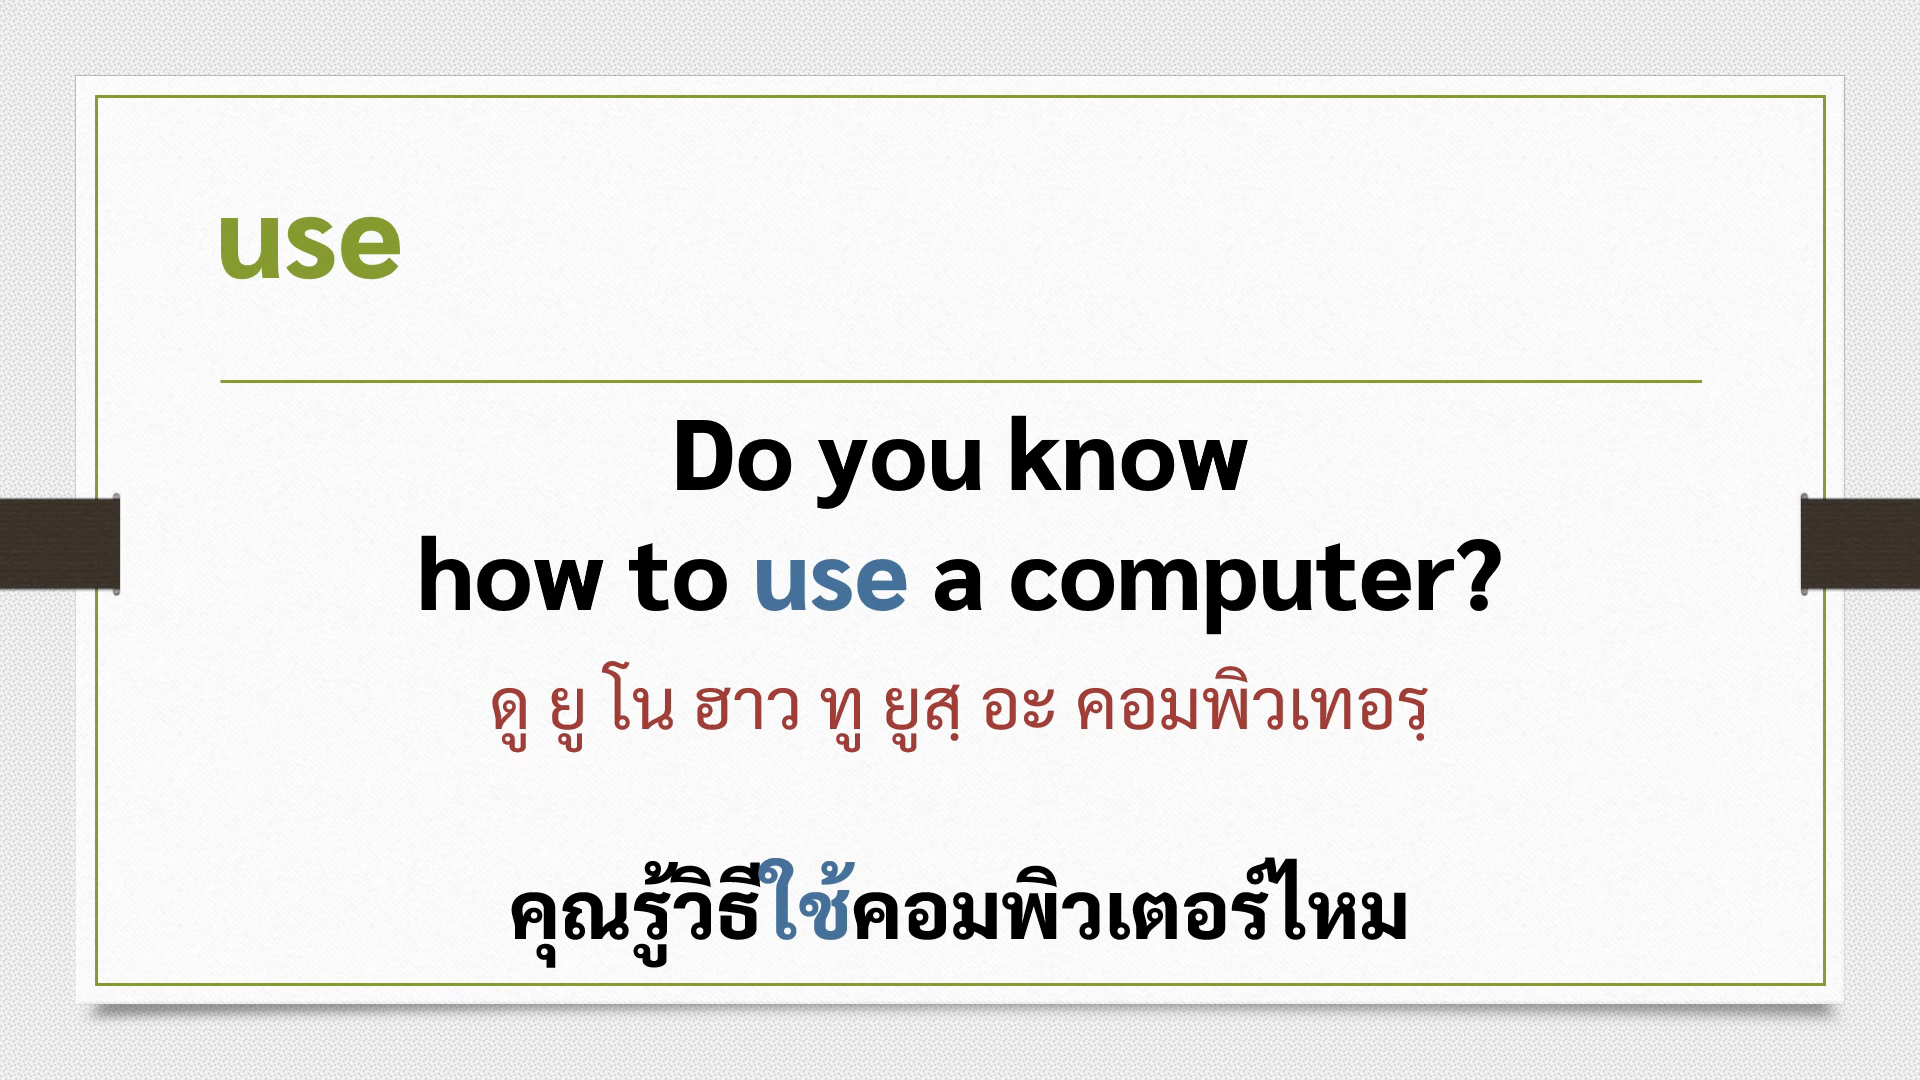 use
Do you know
how to use a computer?
ดู ยู โน ฮาว ทู ยูสฺ อะ คอมพิวเทอรฺ
คุณรู้วิธีใช้คอมพิวเตอร์ไหม